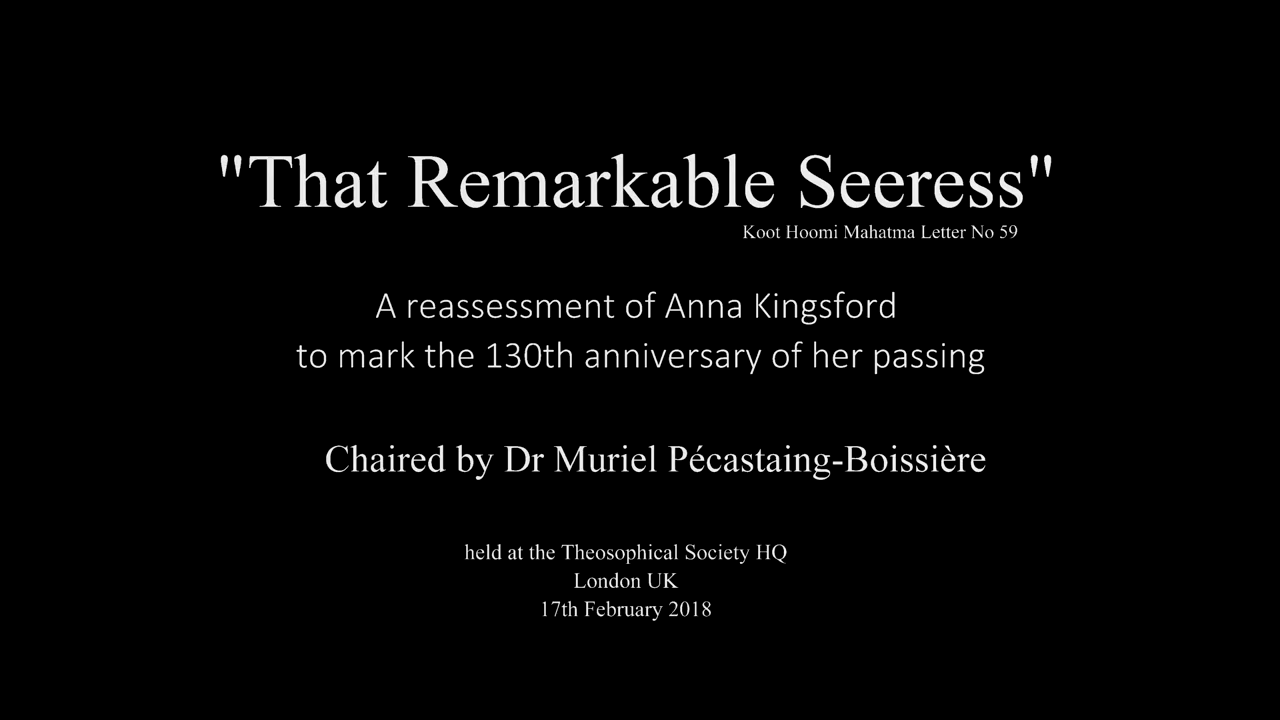 "That Remarkable Seeress"
Koot Hoomi Mahatma Letter No 59
A reassessment of Anna Kingsford
to mark the 130th anniversary of her passing
Chaired by Dr Muriel Pécastaing-Boissière
held at the Theosophical Society HQ
London UK
17th February 2018